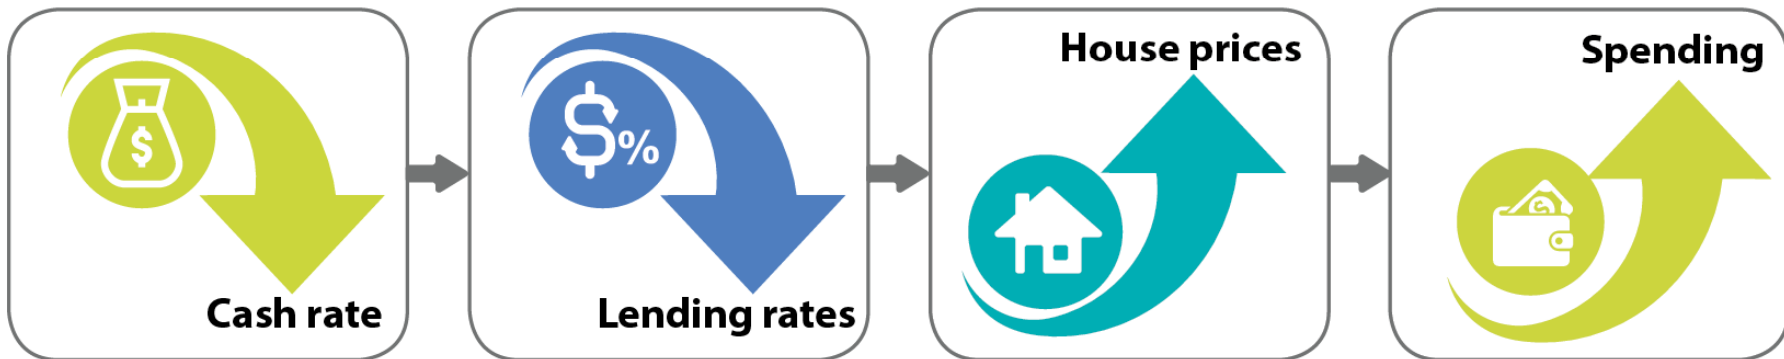 $
Cash rate
$%
Lending rates
House prices
Spending
$